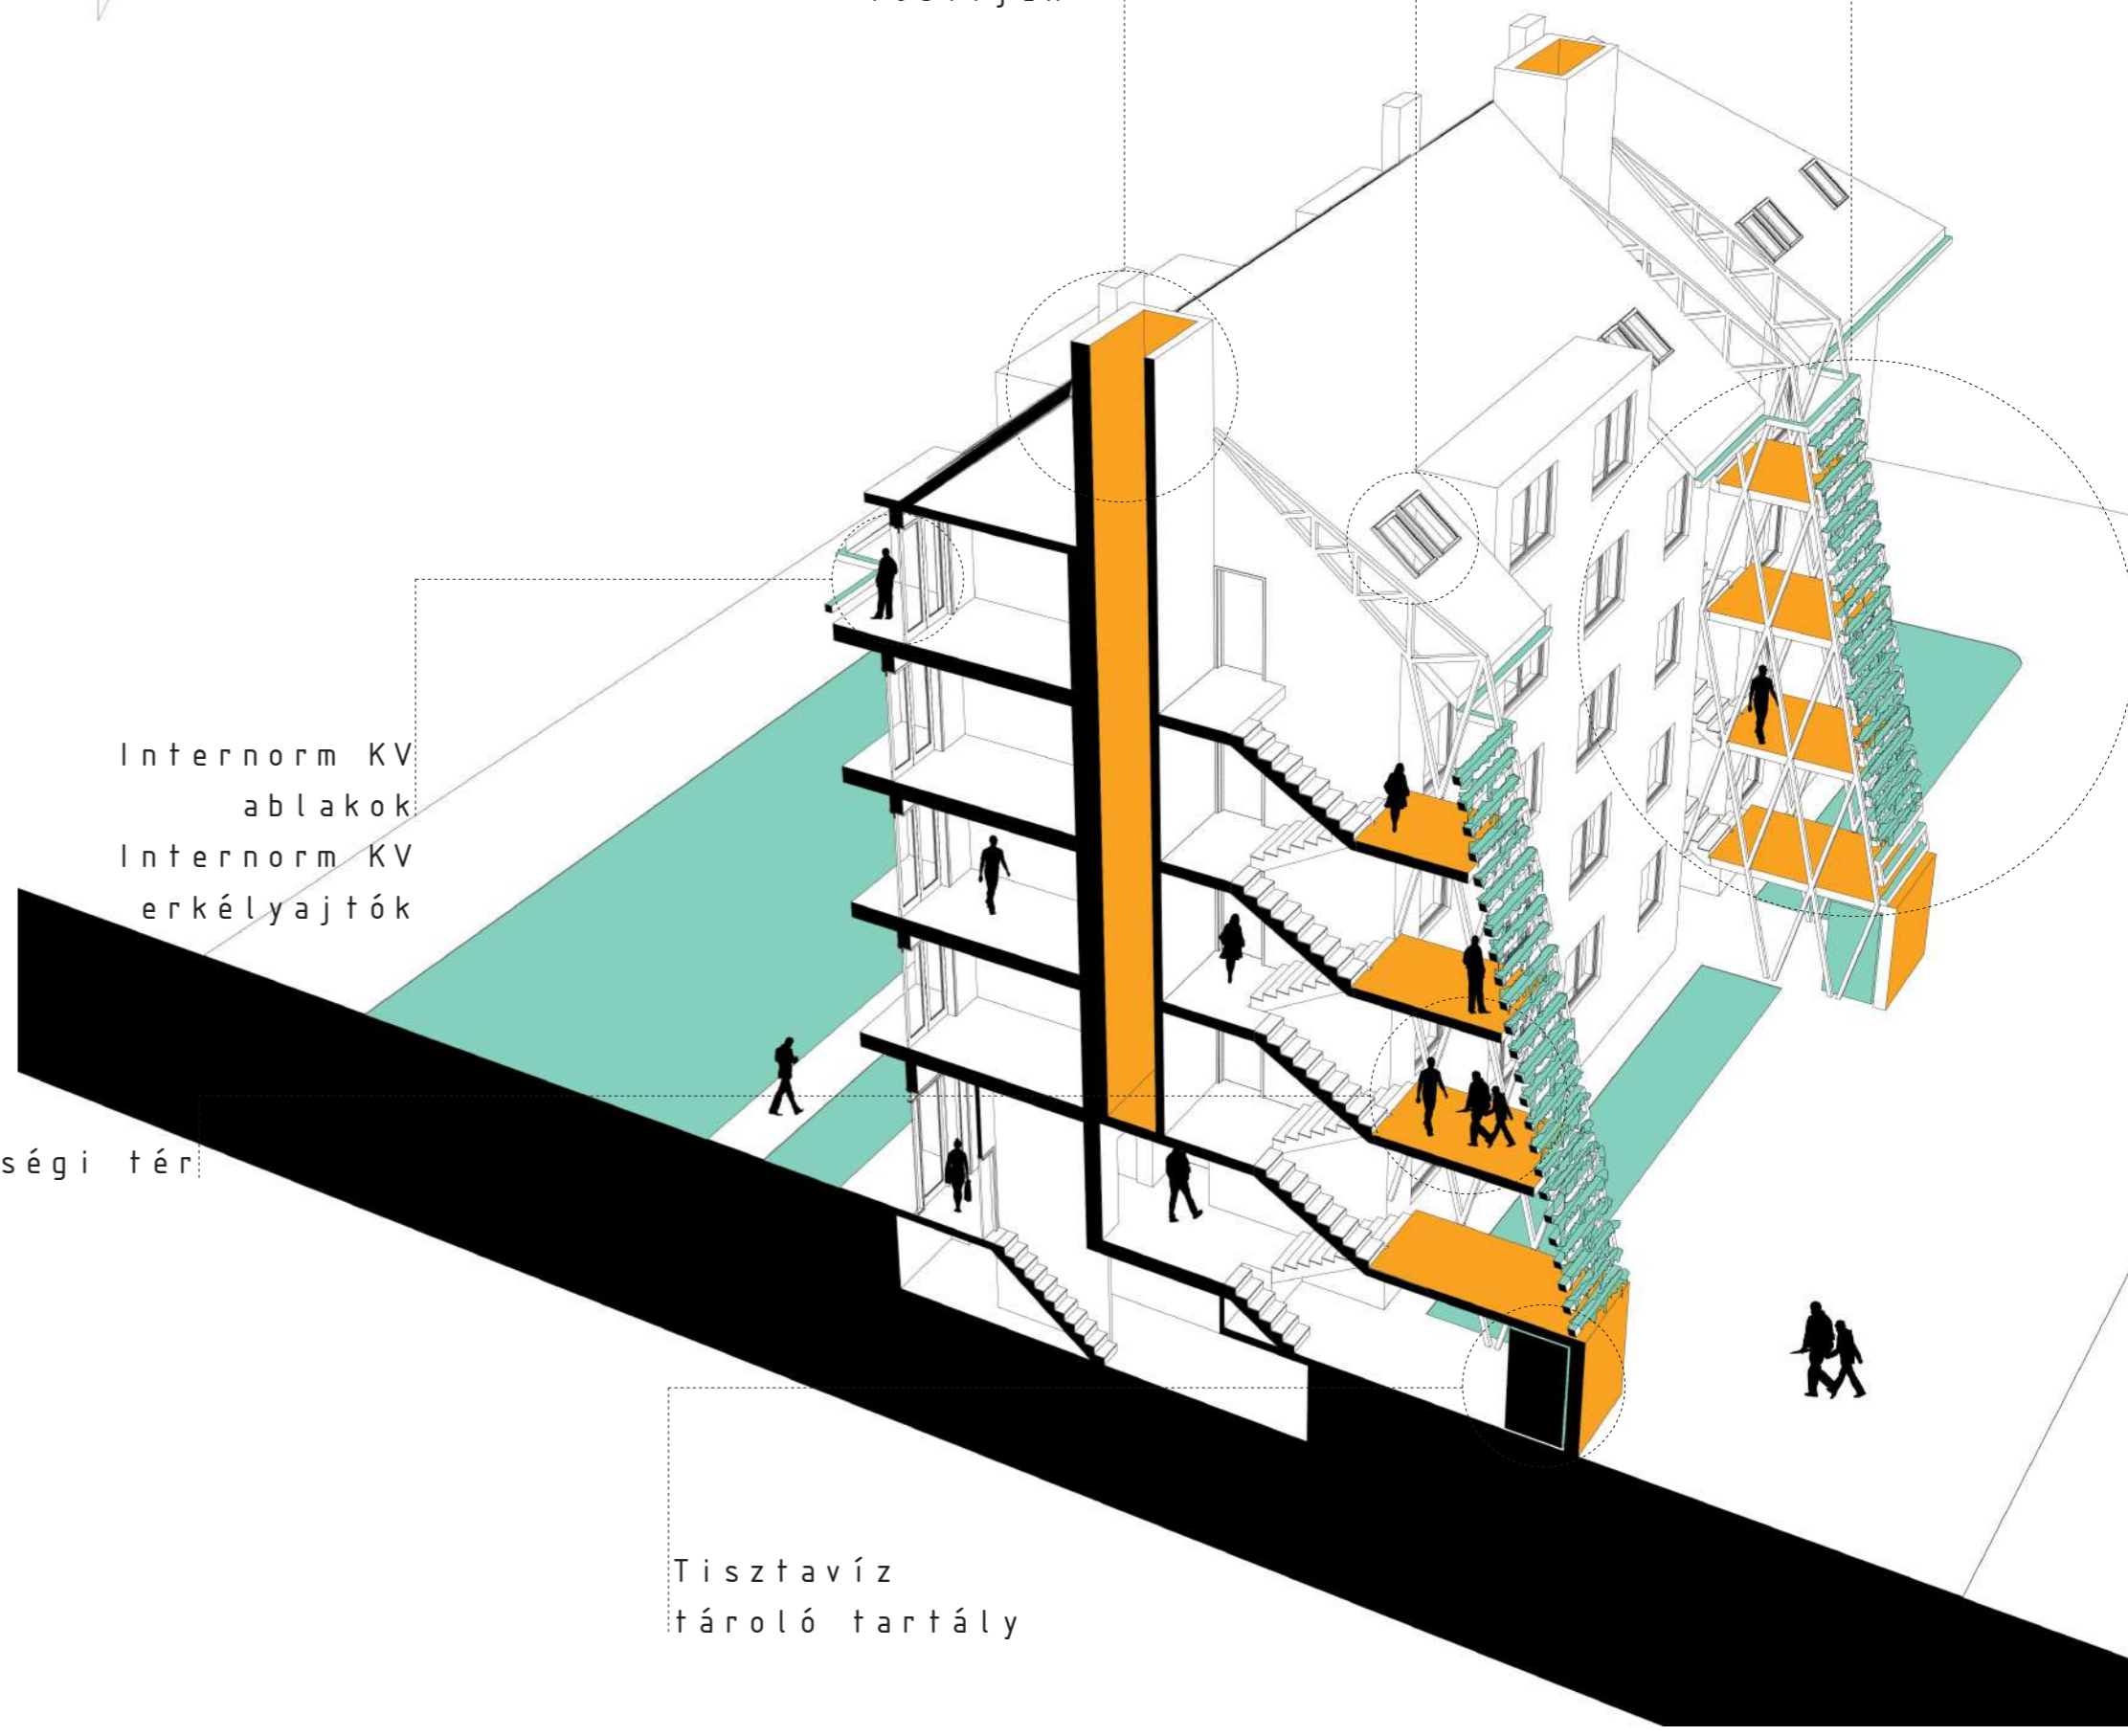 Internorm KV
ablakok
Internorm KV
erkélyajtók
ségi tér
Tisztavíz
tároló tartály